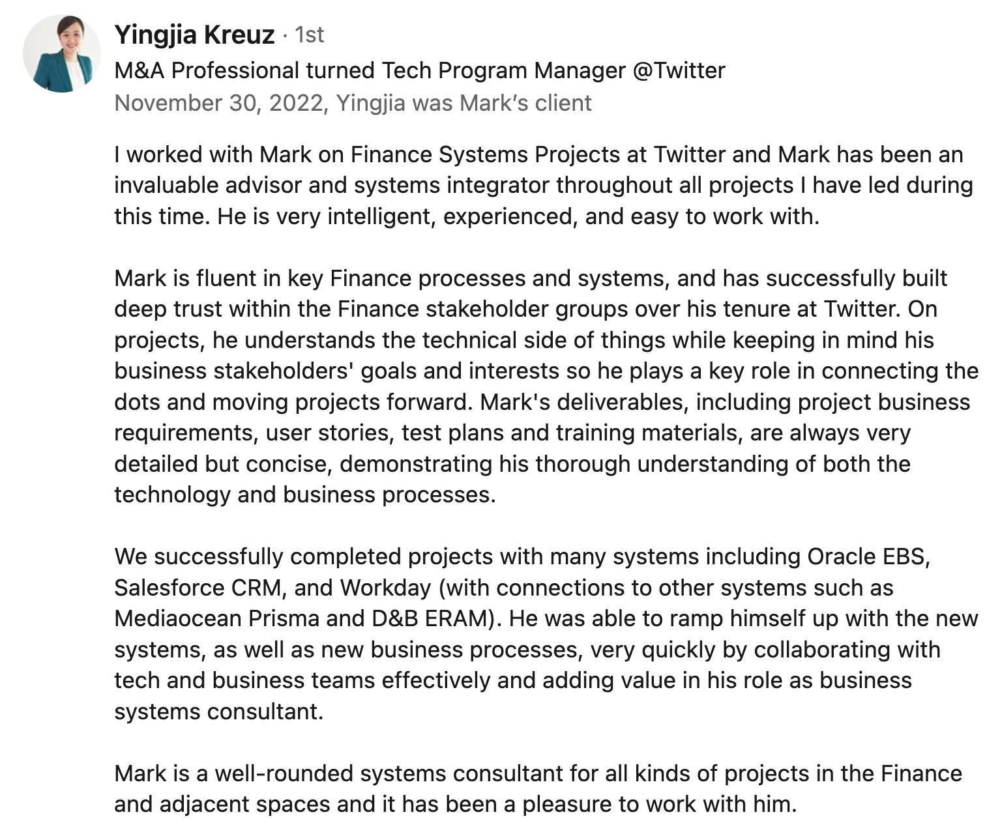 Yingjia Kreuz · 1st
M&A Professional turned Tech Program Manager @Twitter
November 30, 2022, Yingjia was Mark’s client
I worked with Mark on Finance Systems Projects at Twitter and Mark has been an
invaluable advisor and systems integrator throughout all projects I have led during
this time. He is very intelligent, experienced, and easy to work with.
Mark is fluent in key Finance processes and systems, and has successfully built
deep trust within the Finance stakeholder groups over his tenure at Twitter. On
projects, he understands the technical side of things while keeping in mind his
business stakeholders' goals and interests so he plays a key role in connecting the
dots and moving projects forward. Mark's deliverables, including project business
requirements, user stories, test plans and training materials, are always very
detailed but concise, demonstrating his thorough understanding of both the
technology and business processes.
We successfully completed projects with many systems including Oracle EBS,
Salesforce CRM, and Workday (with connections to other systems such as
Mediaocean Prisma and D&B ERAM). He was able to ramp himself up with the new
systems, as well as new business processes, very quickly by collaborating with
tech and business teams effectively and adding value in his role as business
systems consultant.
Mark is a well-rounded systems consultant for all kinds of projects in the Finance
and adjacent spaces and it has been a pleasure to work with him.